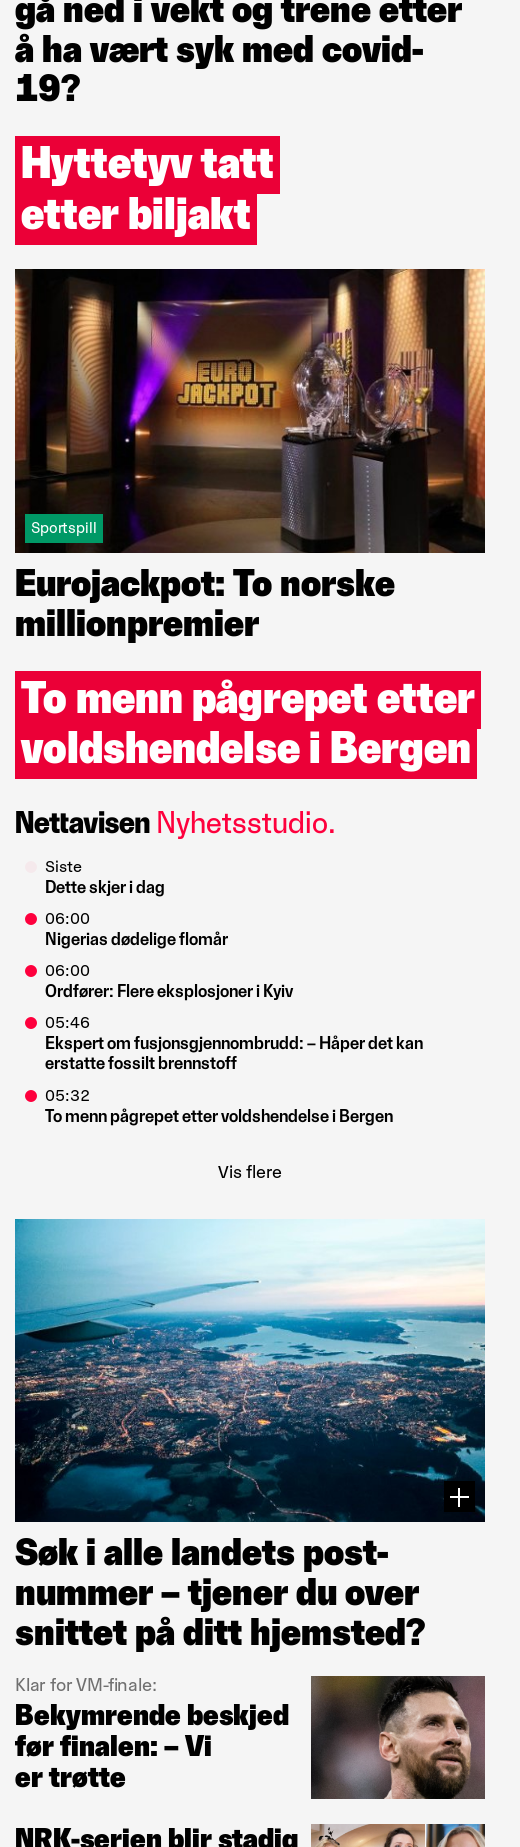 gå ned i vekt og trene etter
å ha vært syk med covid-
19?
Hyttetyv tatt
etter biljakt
EURO
JACKPOT
Sportspill
Eurojackpot: To norske
millionpremier
To menn pågrepet etter
voldshendelse i Bergen
Nettavisen Nyhetsstudio.
Siste
Dette skjer i dag
06:00
Nigerias dødelige flomår
06:00
Ordfører: Flere eksplosjoner i Kyiv
05:46
Ekspert om fusjonsgjennombrudd: – Håper det kan
erstatte fossilt brennstoff
05:32
To menn pågrepet etter voldshendelse i Bergen
Vis flere
Søk i alle landets post-
nummer – tjener du over
snittet på ditt hjemsted?
Klar for VM-finale:
Bekymrende beskjed
før finalen: – Vi
er trøtte
NRK-serien blir stadig